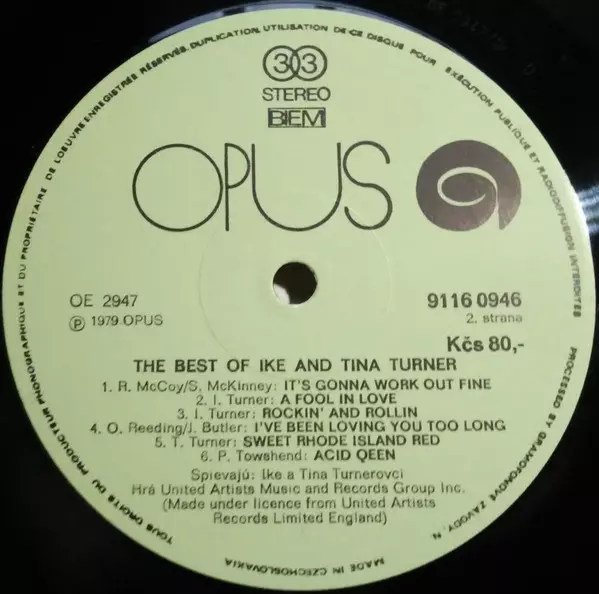 TOUS DROITS DU PRODUCTEUR PHONOGRAPHIQUE ET DU PROPRIÉTAIRE DE L'OEUVRE ENREGISTRÉE RÉSERVÉS. DUPLICATION, UTILISATION DE CE DISQUE POUR EXÉCUTION PUBLIQUE ET RADIODIFFUSION INTERDITES
PROCESSED BY GRAMOFONOVÉ ZÁVODY, N.
MADE IN CZECHOSLOVAKIA
33
STEREO
BIEM
OPUS
OE 2947
9116 0946
Ⓟ 1979 OPUS
2. strana
Kčs 80,-
THE BEST OF IKE AND TINA TURNER
1. R. McCoy/S. McKinney: IT'S GONNA WORK OUT FINE
2. I. Turner: A FOOL IN LOVE
3. I. Turner: ROCKIN' AND ROLLIN
4. O. Reeding/J. Butler: I'VE BEEN LOVING YOU TOO LONG
5. T. Turner: SWEET RHODE ISLAND RED
6. P. Towshend: ACID QEEN
Spievajú: Ike a Tina Turnerovci
Hrá United Artists Music and Records Group Inc.
(Made under licence from United Artists
Records Limited England)